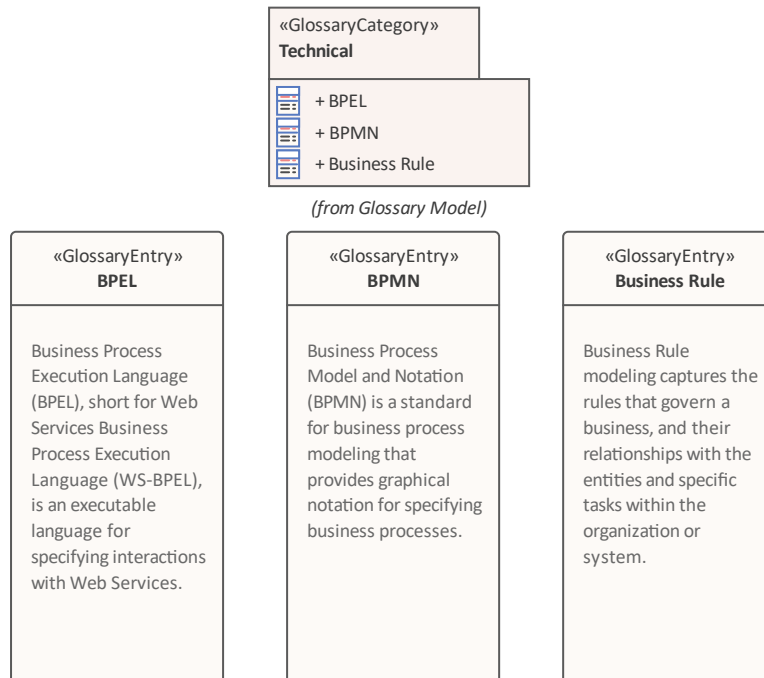 «GlossaryCategory»
Technical
+ BPEL
+ BPMN
+ Business Rule
(from Glossary Model)
«GlossaryEntry»
BPEL
Business Process
Execution Language
(BPEL), short for Web
Services Business
Process Execution
Language (WS-BPEL),
is an executable
language for
specifying interactions
with Web Services.
«GlossaryEntry»
BPMN
Business Process
Model and Notation
(BPMN) is a standard
for business process
modeling that
provides graphical
notation for specifying
business processes.
«GlossaryEntry»
Business Rule
Business Rule
modeling captures the
rules that govern a
business, and their
relationships with the
entities and specific
tasks within the
organization or
system.